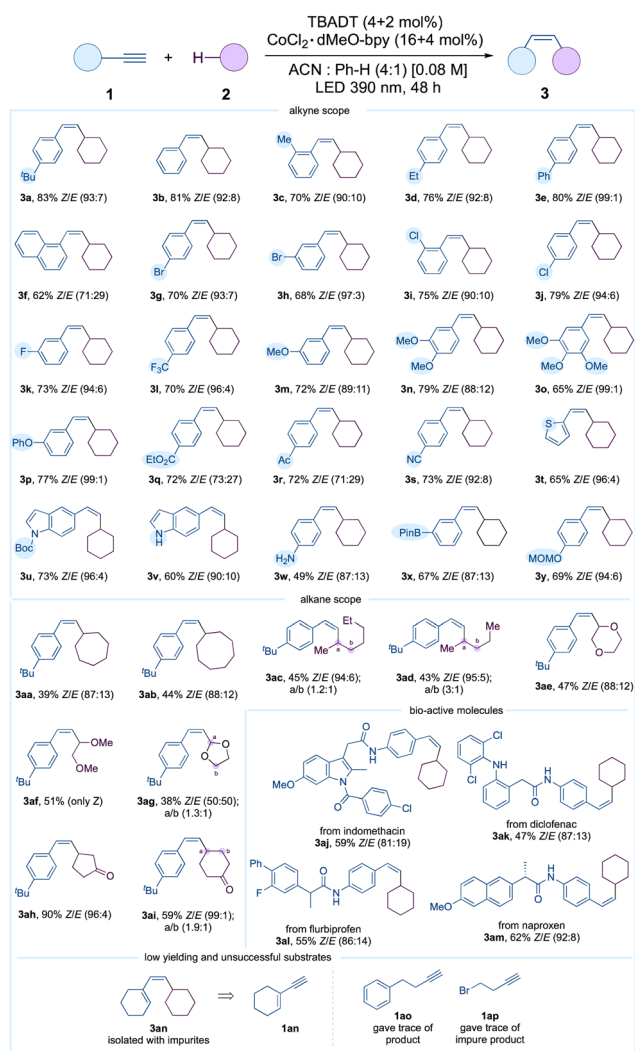 TBADT (4+2 mol%)
CoCl2·dMeO-bpy (16+4 mol%)
+ H
ACN : Ph-H (4:1) [0.08 M]
LED 390 nm, 48 h
1 2 3
alkyne scope
Me
tBu Et Ph
3a, 83% Z/E (93:7)
3b, 81% Z/E (92:8)
3c, 70% Z/E (90:10)
3d, 76% Z/E (92:8)
3e, 80% Z/E (99:1)
Br Br Cl Cl
3f, 62% Z/E (71:29)
3g, 70% Z/E (93:7)
3h, 68% Z/E (97:3)
3i, 75% Z/E (90:10)
3j, 79% Z/E (94:6)
F F3C MeO MeO MeO MeO MeO OMe
3k, 73% Z/E (94:6)
3l, 70% Z/E (96:4)
3m, 72% Z/E (89:11)
3n, 79% Z/E (88:12)
3o, 65% Z/E (99:1)
PhO EtO2C Ac NC S
3p, 77% Z/E (99:1)
3q, 72% Z/E (73:27)
3r, 72% Z/E (71:29)
3s, 73% Z/E (92:8)
3t, 65% Z/E (96:4)
N Boc N H H2N PinB MOMO
3u, 73% Z/E (96:4)
3v, 60% Z/E (90:10)
3w, 49% Z/E (87:13)
3x, 67% Z/E (87:13)
3y, 69% Z/E (94:6)
alkane scope
tBu tBu tBu Me a b Et tBu Me a b Me tBu O O
3aa, 39% Z/E (87:13)
3ab, 44% Z/E (88:12)
3ac, 45% Z/E (94:6);
a/b (1.2:1)
3ad, 43% Z/E (95:5);
a/b (3:1)
3ae, 47% Z/E (88:12)
tBu OMe OMe
3af, 51% (only Z)
tBu a O O b
3ag, 38% Z/E (50:50);
a/b (1.3:1)
bio-active molecules
MeO N O O N H Cl
from indomethacin
3aj, 59% Z/E (81:19)
Cl Cl H N O H N
from diclofenac
3ak, 47% Z/E (87:13)
tBu O
3ah, 90% Z/E (96:4)
tBu a b O
3ai, 59% Z/E (99:1);
a/b (1.9:1)
Ph F Me O H N
from flurbiprofen
3al, 55% Z/E (86:14)
MeO O H N
from naproxen
3am, 62% Z/E (92:8)
low yielding and unsuccessful substrates
⇒
3an
isolated with impurites
1an
1ao
gave trace of
product
Br
1ap
gave trace of
impure product